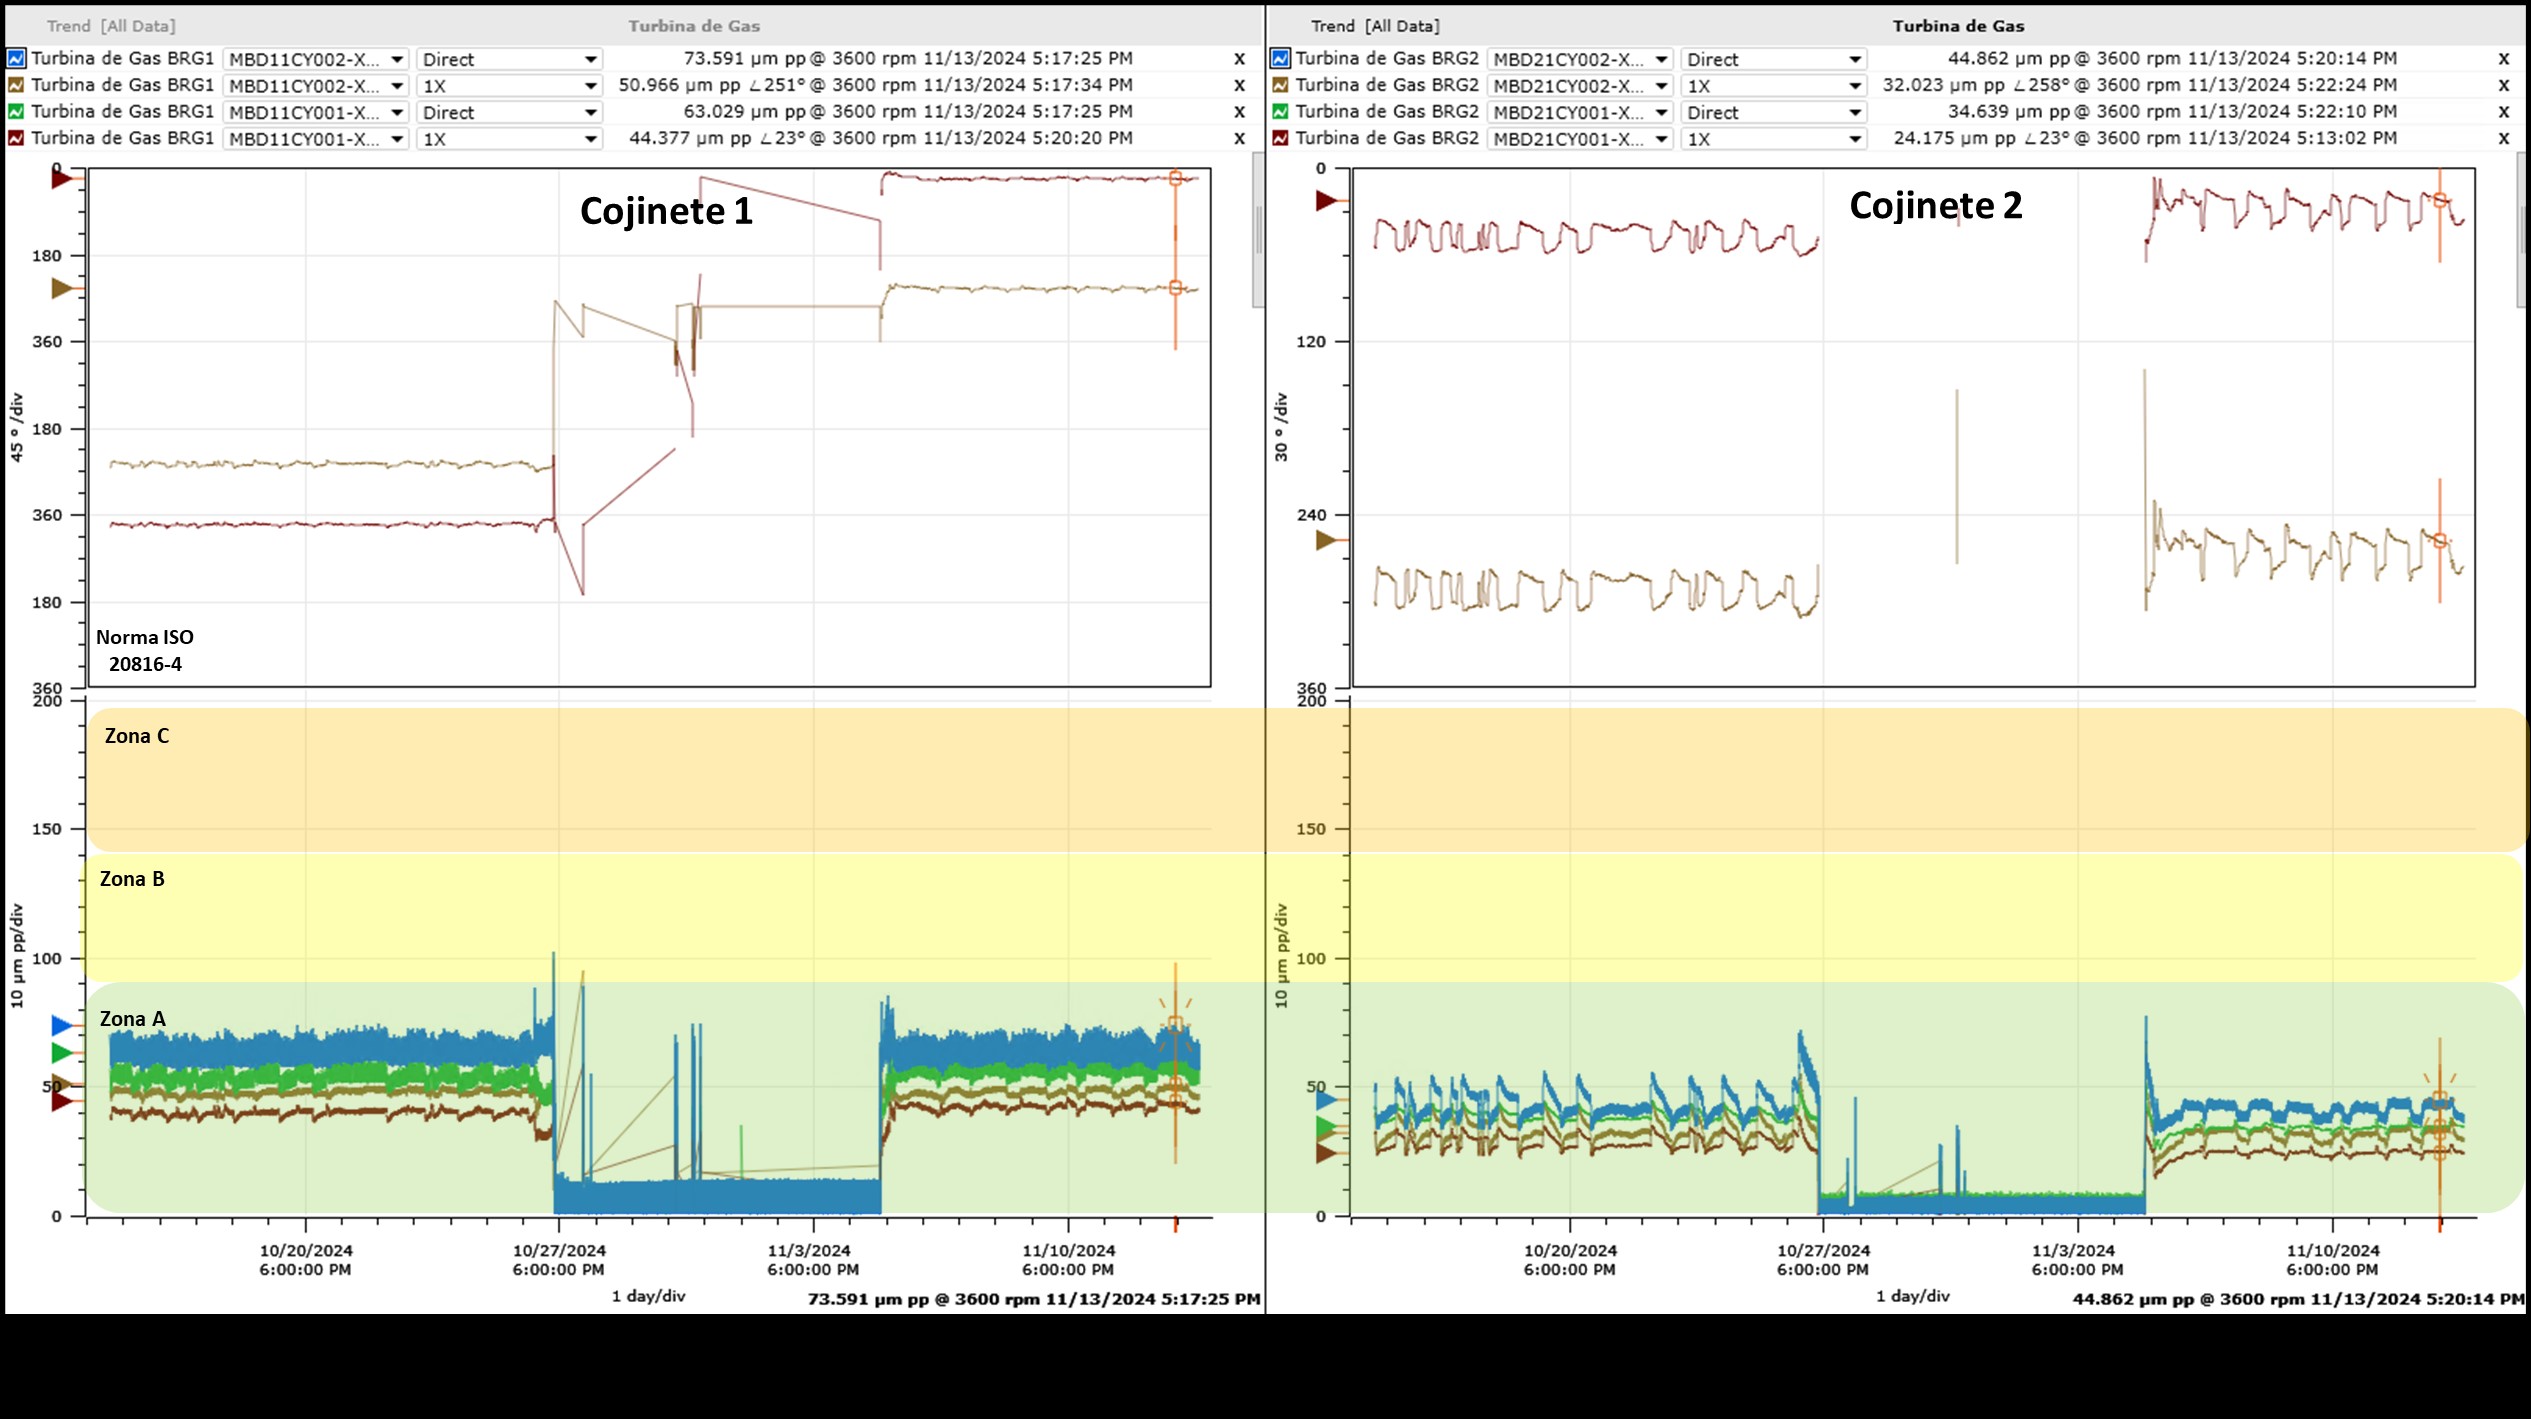 Trend [All Data] Turbina de Gas
Turbina de Gas BRG1 MBD11CY002-X... Direct 73.591 µm pp @ 3600 rpm 11/13/2024 5:17:25 PM X
Turbina de Gas BRG1 MBD11CY002-X... 1X 50.966 µm pp ∠251° @ 3600 rpm 11/13/2024 5:17:34 PM X
Turbina de Gas BRG1 MBD11CY001-X... Direct 63.029 µm pp @ 3600 rpm 11/13/2024 5:17:25 PM X
Turbina de Gas BRG1 MBD11CY001-X... 1X 44.377 µm pp ∠23° @ 3600 rpm 11/13/2024 5:20:20 PM X
Cojinete 1
0
180
360
180
360
180
360
45 ° /div
Norma ISO
20816-4
200
150
100
50
0
10 µm pp/div
Zona C
Zona B
Zona A
10/20/2024 10/27/2024 11/3/2024 11/10/2024
6:00:00 PM 6:00:00 PM 6:00:00 PM 6:00:00 PM
1 day/div 73.591 µm pp @ 3600 rpm 11/13/2024 5:17:25 PM
Trend [All Data] Turbina de Gas
Turbina de Gas BRG2 MBD21CY002-X... Direct 44.862 µm pp @ 3600 rpm 11/13/2024 5:20:14 PM X
Turbina de Gas BRG2 MBD21CY002-X... 1X 32.023 µm pp ∠258° @ 3600 rpm 11/13/2024 5:22:24 PM X
Turbina de Gas BRG2 MBD21CY001-X... Direct 34.639 µm pp @ 3600 rpm 11/13/2024 5:22:10 PM X
Turbina de Gas BRG2 MBD21CY001-X... 1X 24.175 µm pp ∠23° @ 3600 rpm 11/13/2024 5:13:02 PM X
Cojinete 2
0
120
240
360
30 ° /div
200
150
100
50
0
10 µm pp/div
10/20/2024 10/27/2024 11/3/2024 11/10/2024
6:00:00 PM 6:00:00 PM 6:00:00 PM 6:00:00 PM
1 day/div 44.862 µm pp @ 3600 rpm 11/13/2024 5:20:14 PM